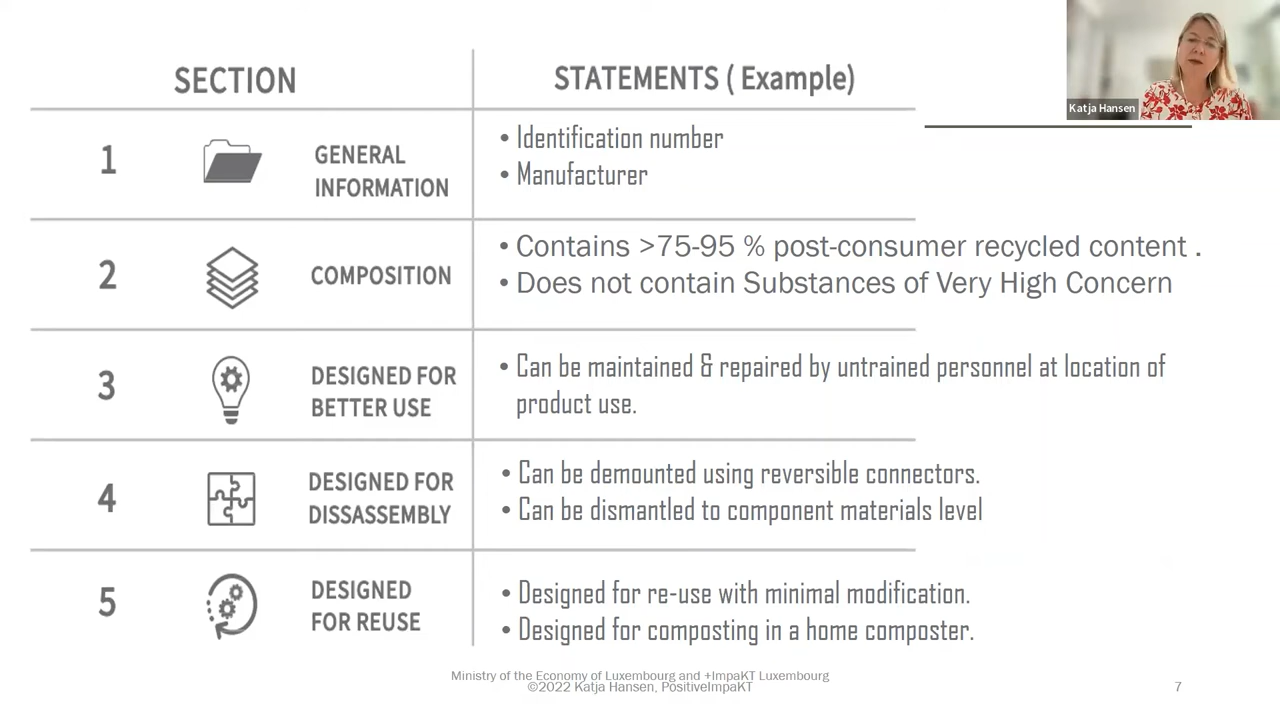 Katja Hansen
SECTION
STATEMENTS ( Example)
1
GENERAL
INFORMATION
• Identification number
• Manufacturer
2
COMPOSITION
• Contains >75-95 % post-consumer recycled content .
• Does not contain Substances of Very High Concern
3
DESIGNED FOR
BETTER USE
• Can be maintained & repaired by untrained personnel at location of
product use.
4
DESIGNED FOR
DISSASSEMBLY
• Can be demounted using reversible connectors.
• Can be dismantled to component materials level
5
DESIGNED
FOR REUSE
• Designed for re-use with minimal modification.
• Designed for composting in a home composter.
Ministry of the Economy of Luxembourg and +ImpaKT Luxembourg
©2022 Katja Hansen, PositiveImpaKT
7